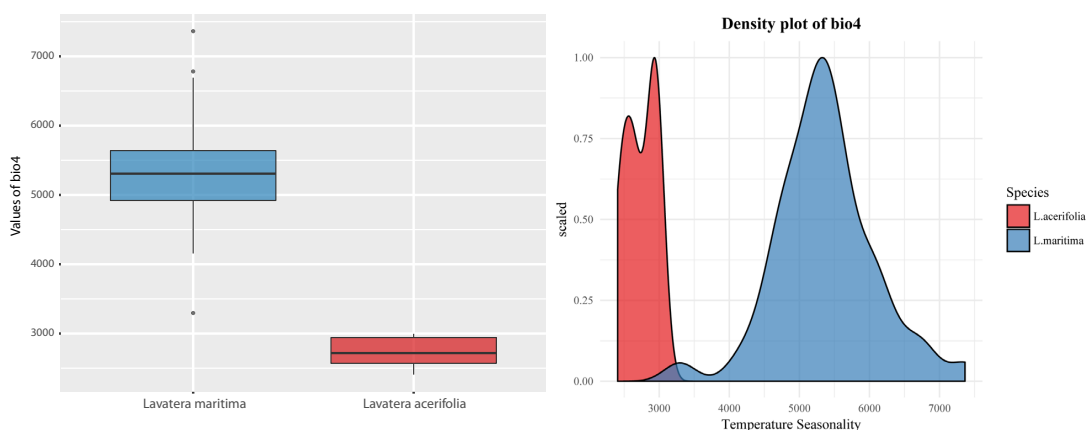 7000
6000
5000
4000
3000
Values of bio4
Lavatera maritima
Lavatera acerifolia
Density plot of bio4
1.00
0.75
0.50
0.25
0.00
scaled
3000
4000
5000
6000
7000
Temperature Seasonality
Species
L.acerifolia
L.maritima